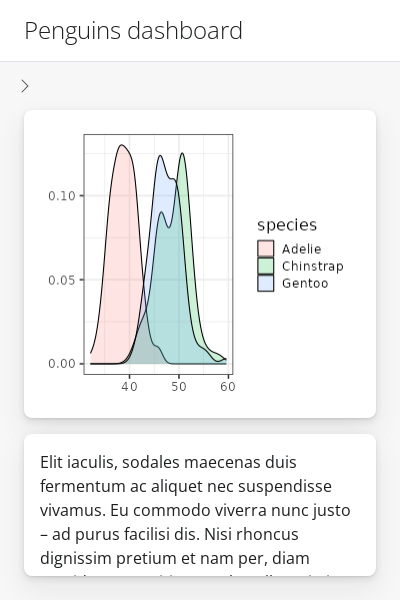 Penguins dashboard
species
Adelie
Chinstrap
Gentoo
0.10
0.05
0.00
40 50 60
Elit iaculis, sodales maecenas duis
fermentum ac aliquet nec suspendisse
vivamus. Eu commodo viverra nunc justo
– ad purus facilisi dis. Nisi rhoncus
dignissim pretium et nam per, diam